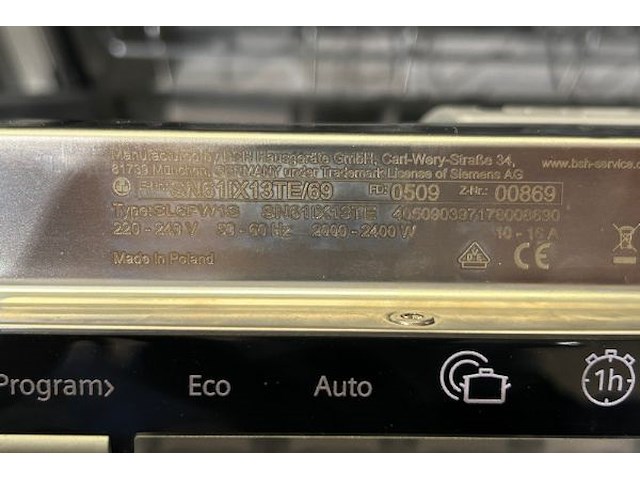 Manufactured by BSH Hausgeräte GmbH, Carl-Wery-Straße 34,
81739 München, GERMANY under Trademark License of Siemens AG
www.bsh-service.
E-Nr.: SN61IX13TE/69 FD: 0509 Z-Nr.: 00869
Type: SN61IX13TE
220 - 240 V 50 - 60 Hz 2000 - 2400 W 10 - 16 A
Made in Poland
CE
Program>
Eco
Auto
1h